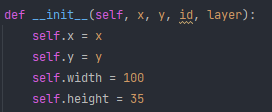 def __init__(self, x, y, id, layer):
    self.x = x
    self.y = y
    self.width = 100
    self.height = 35